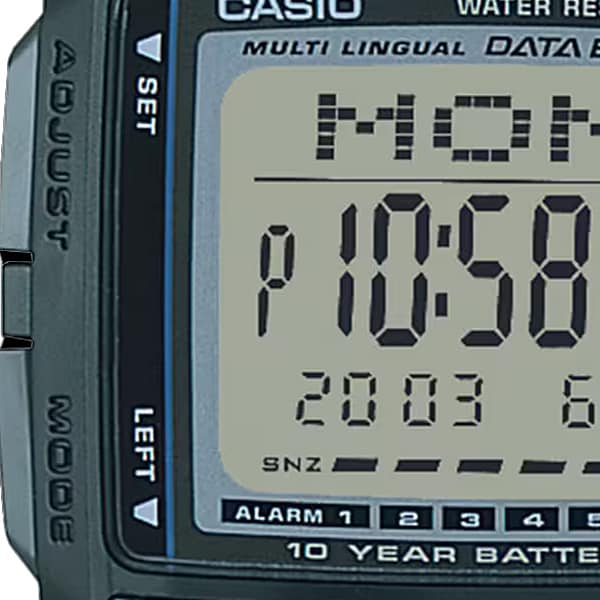 CASIO WATER RE
MULTI LINGUAL DATA
ADJUST
SET
MON
P 10:58
2003 6
SNZ
MODE
LEFT
ALARM 1 2 3 4 5
10 YEAR BATTE